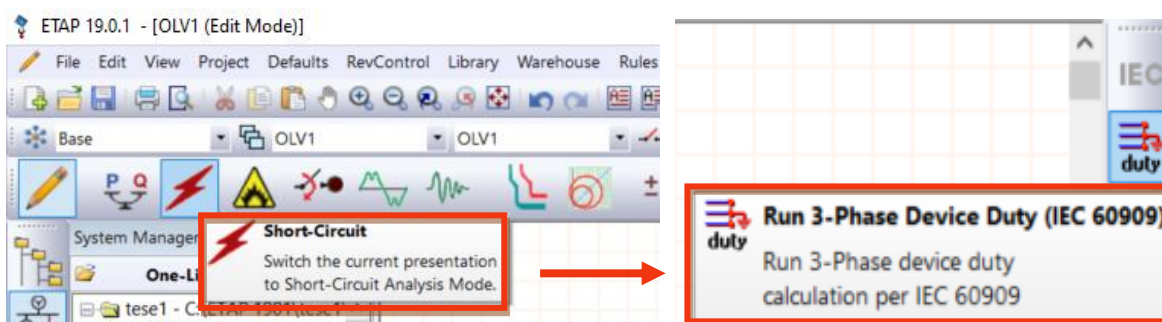 ETAP 19.0.1 - [OLV1 (Edit Mode)]
File Edit View Project Defaults RevControl Library Warehouse Rules
Base OLV1 OLV1
P Q
System Manager
Short-Circuit
Switch the current presentation
to Short-Circuit Analysis Mode.
One-Li
tese1 - C:\ETAP 1901\tese1
IEC
duty
duty
Run 3-Phase Device Duty (IEC 60909)
Run 3-Phase device duty
calculation per IEC 60909